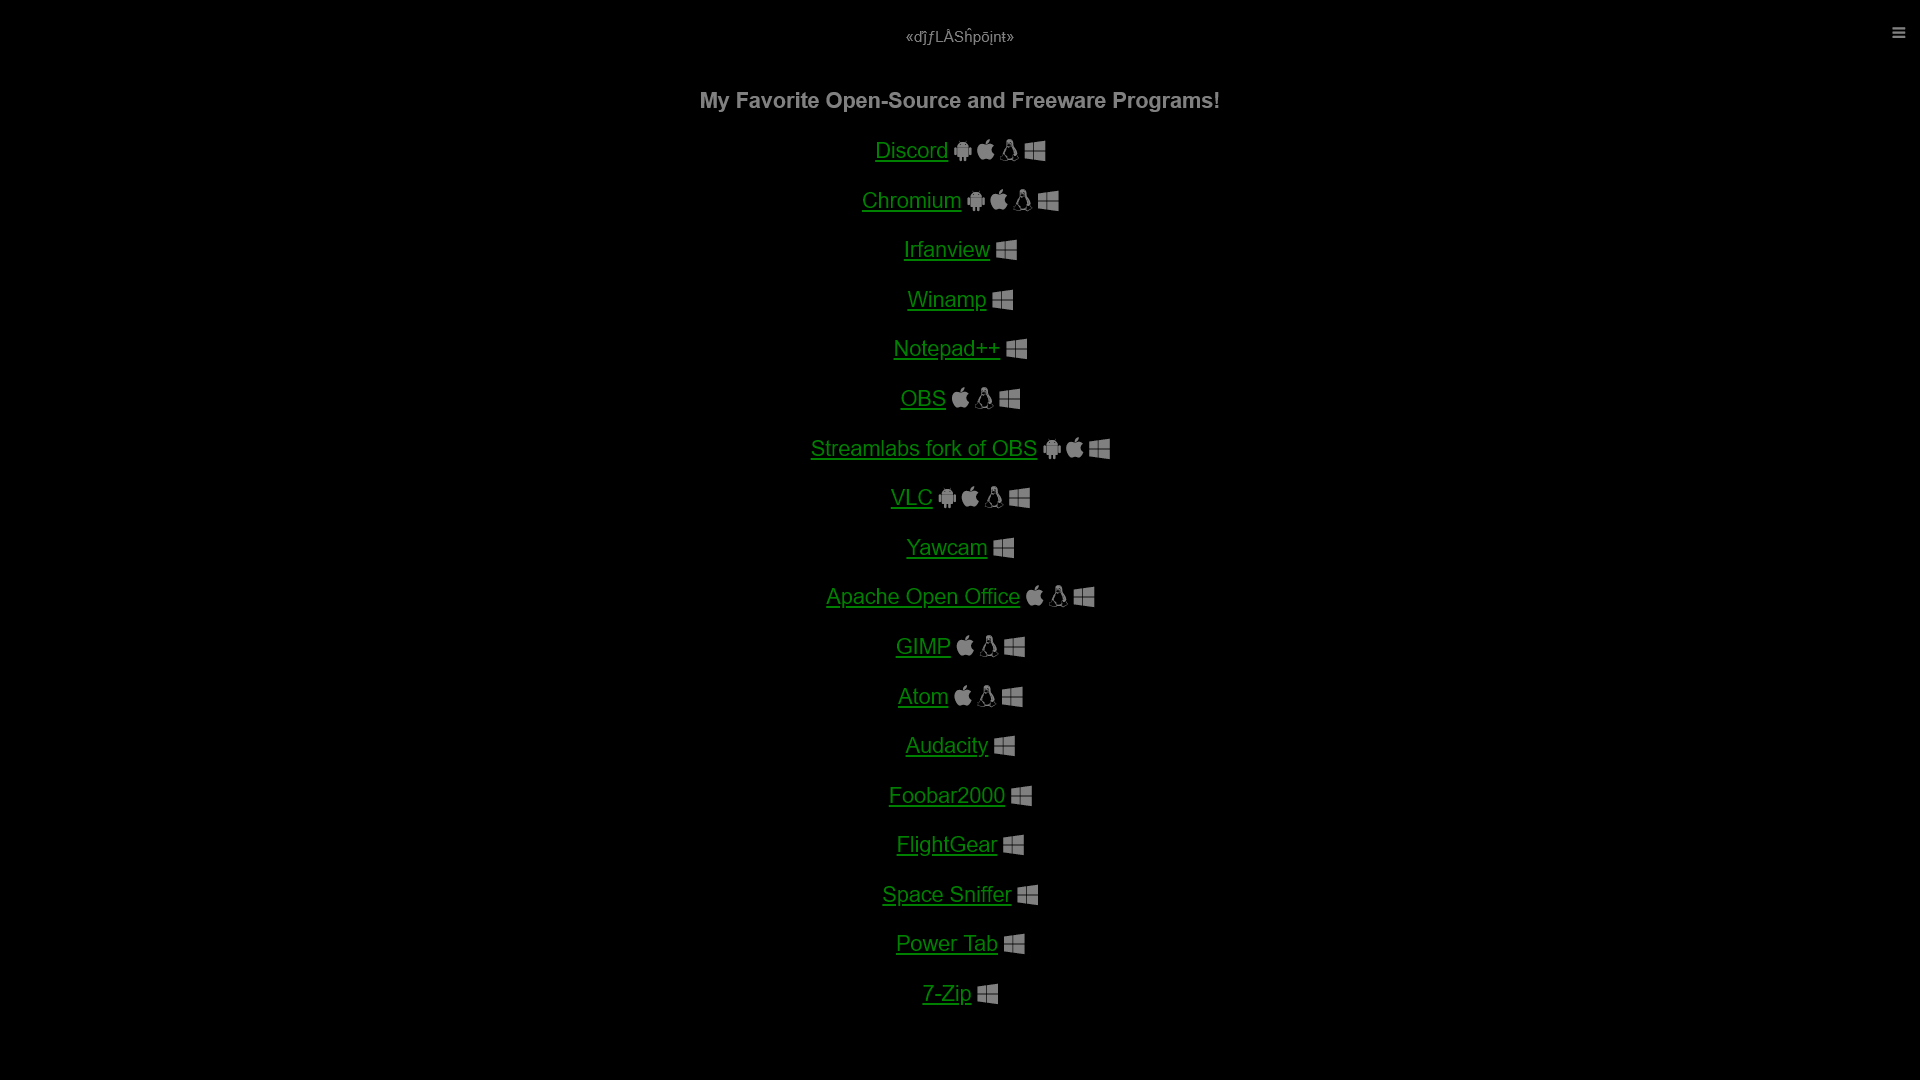 «ďĵƒLÅSĥpōįnŧ»
My Favorite Open-Source and Freeware Programs!
Discord
Chromium
Irfanview
Winamp
Notepad++
OBS
Streamlabs fork of OBS
VLC
Yawcam
Apache Open Office
GIMP
Atom
Audacity
Foobar2000
FlightGear
Space Sniffer
Power Tab
7-Zip